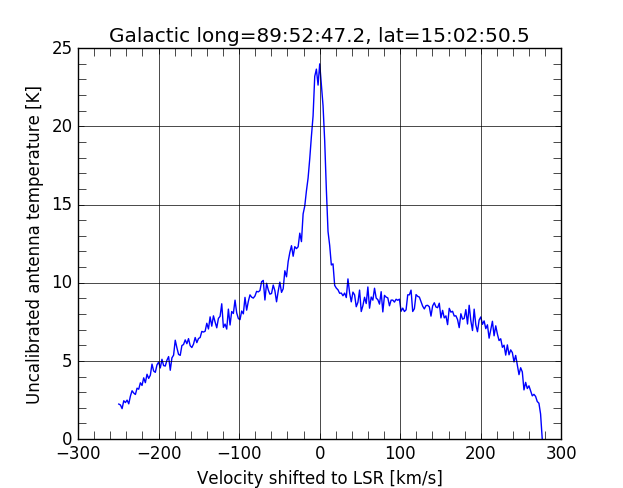 Galactic long=89:52:47.2, lat=15:02:50.5
Uncalibrated antenna temperature [K]
25
20
15
10
5
0
−300 −200 −100 0 100 200 300
Velocity shifted to LSR [km/s]